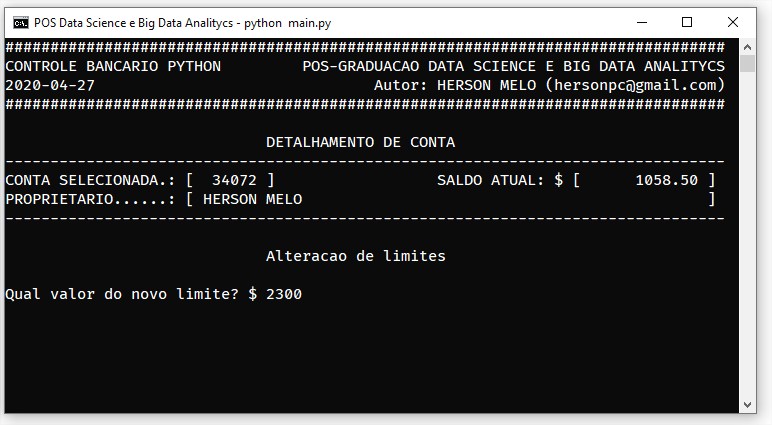 POS Data Science e Big Data Analitycs - python main.py
################################################################################
CONTROLE BANCARIO PYTHON         POS-GRADUACAO DATA SCIENCE E BIG DATA ANALITYCS
2020-04-27                               Autor: HERSON MELO (hersonpc@gmail.com)
################################################################################
                             DETALHAMENTO DE CONTA
--------------------------------------------------------------------------------
CONTA SELECIONADA.: [  34072 ]                  SALDO ATUAL: $ [      1058.50 ]
PROPRIETARIO......: [ HERSON MELO                                             ]
--------------------------------------------------------------------------------
                             Alteracao de limites
Qual valor do novo limite? $ 2300